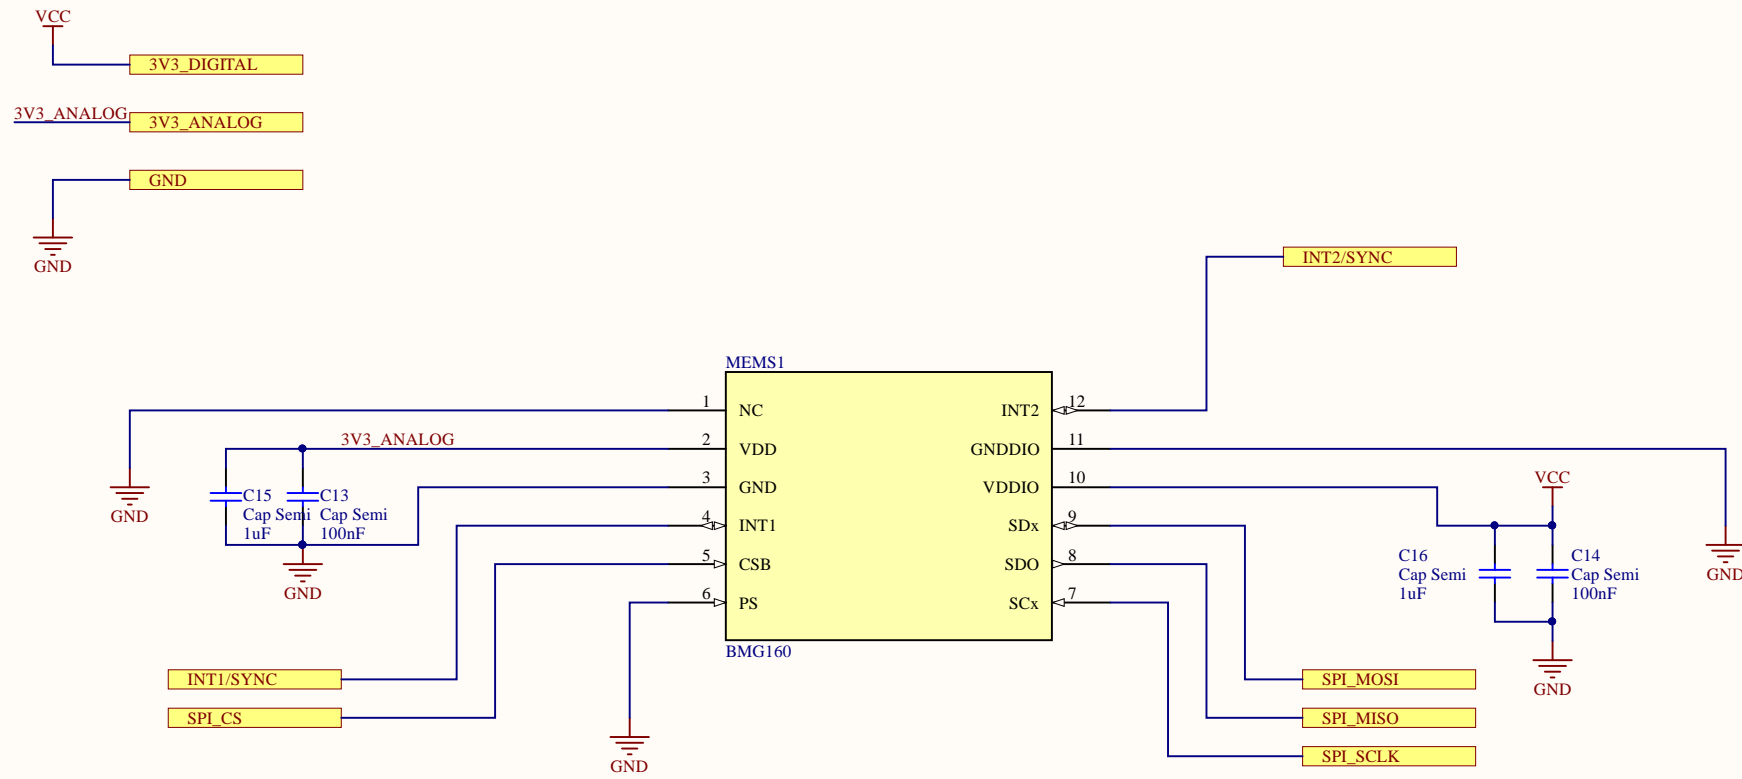 VCC
3V3_DIGITAL
3V3_ANALOG
3V3_ANALOG
GND
GND
INT2/SYNC
MEMS1
1
NC
INT2
12
3V3_ANALOG
2
VDD
GNDDIO
11
3
GND
VDDIO
10
VCC
4
INT1
SDx
9
5
CSB
SDO
8
6
PS
SCx
7
BMG160
GND
C15
Cap Semi
1uF
C13
Cap Semi
100nF
GND
C16
Cap Semi
1uF
C14
Cap Semi
100nF
GND
GND
INT1/SYNC
SPI_CS
GND
SPI_MOSI
SPI_MISO
SPI_SCLK